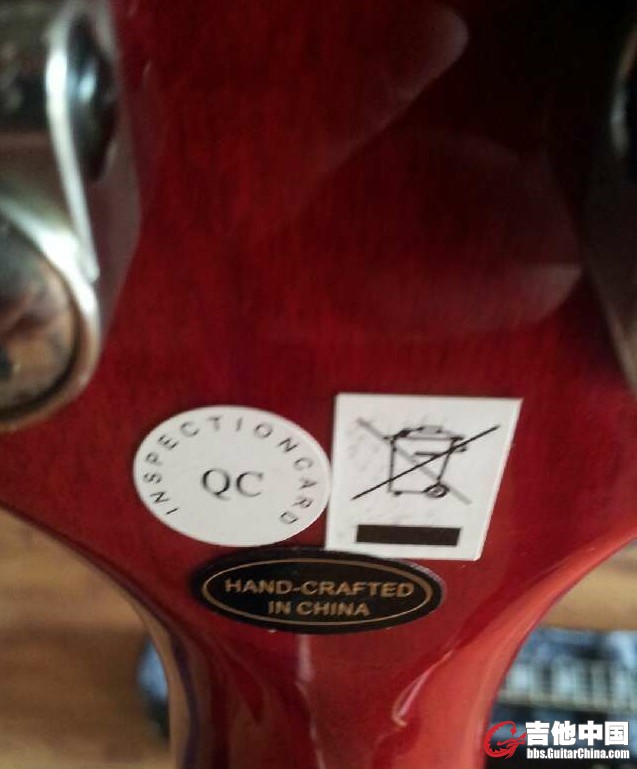 INSPECTIONCARD
QC
HAND-CRAFTED
IN CHINA
吉他中国
bbs.GuitarChina.com